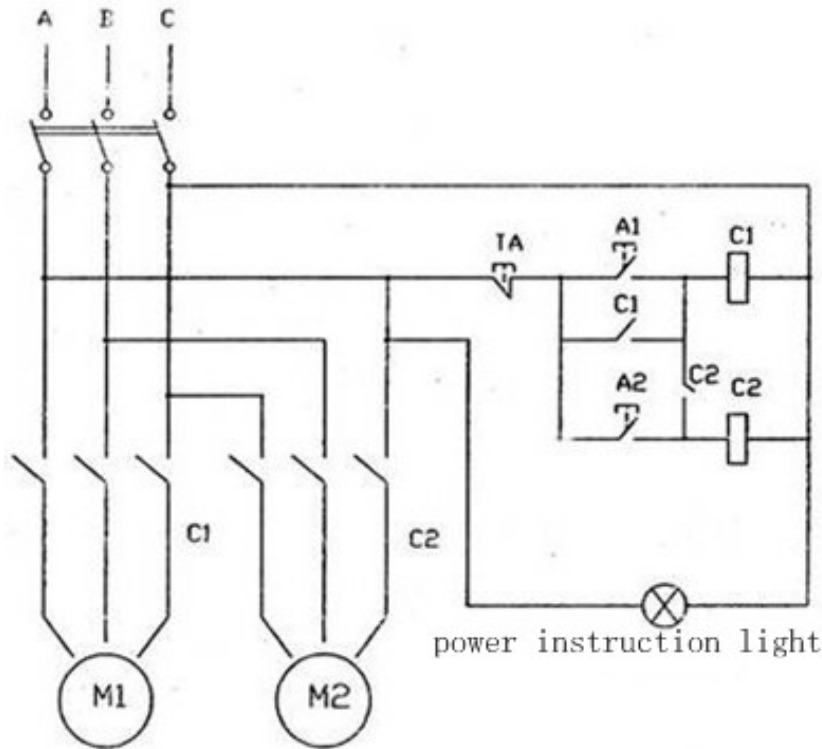 A B C
TA A1 C1
C1
A2 C2 C2
C1 C2
power instruction light
M1 M2